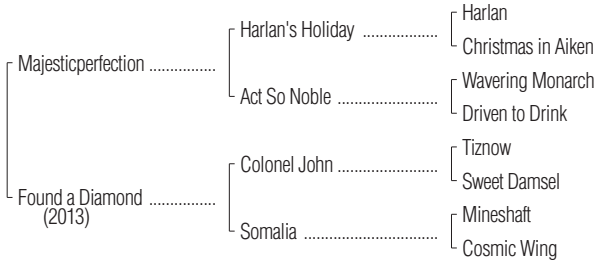 Harlan
Harlan's Holiday ..................
Christmas in Aiken
Majesticperfection ................
Wavering Monarch
Act So Noble ........................
Driven to Drink
Tiznow
Colonel John ........................
Sweet Damsel
Found a Diamond ................
(2013)
Mineshaft
Somalia ................................
Cosmic Wing